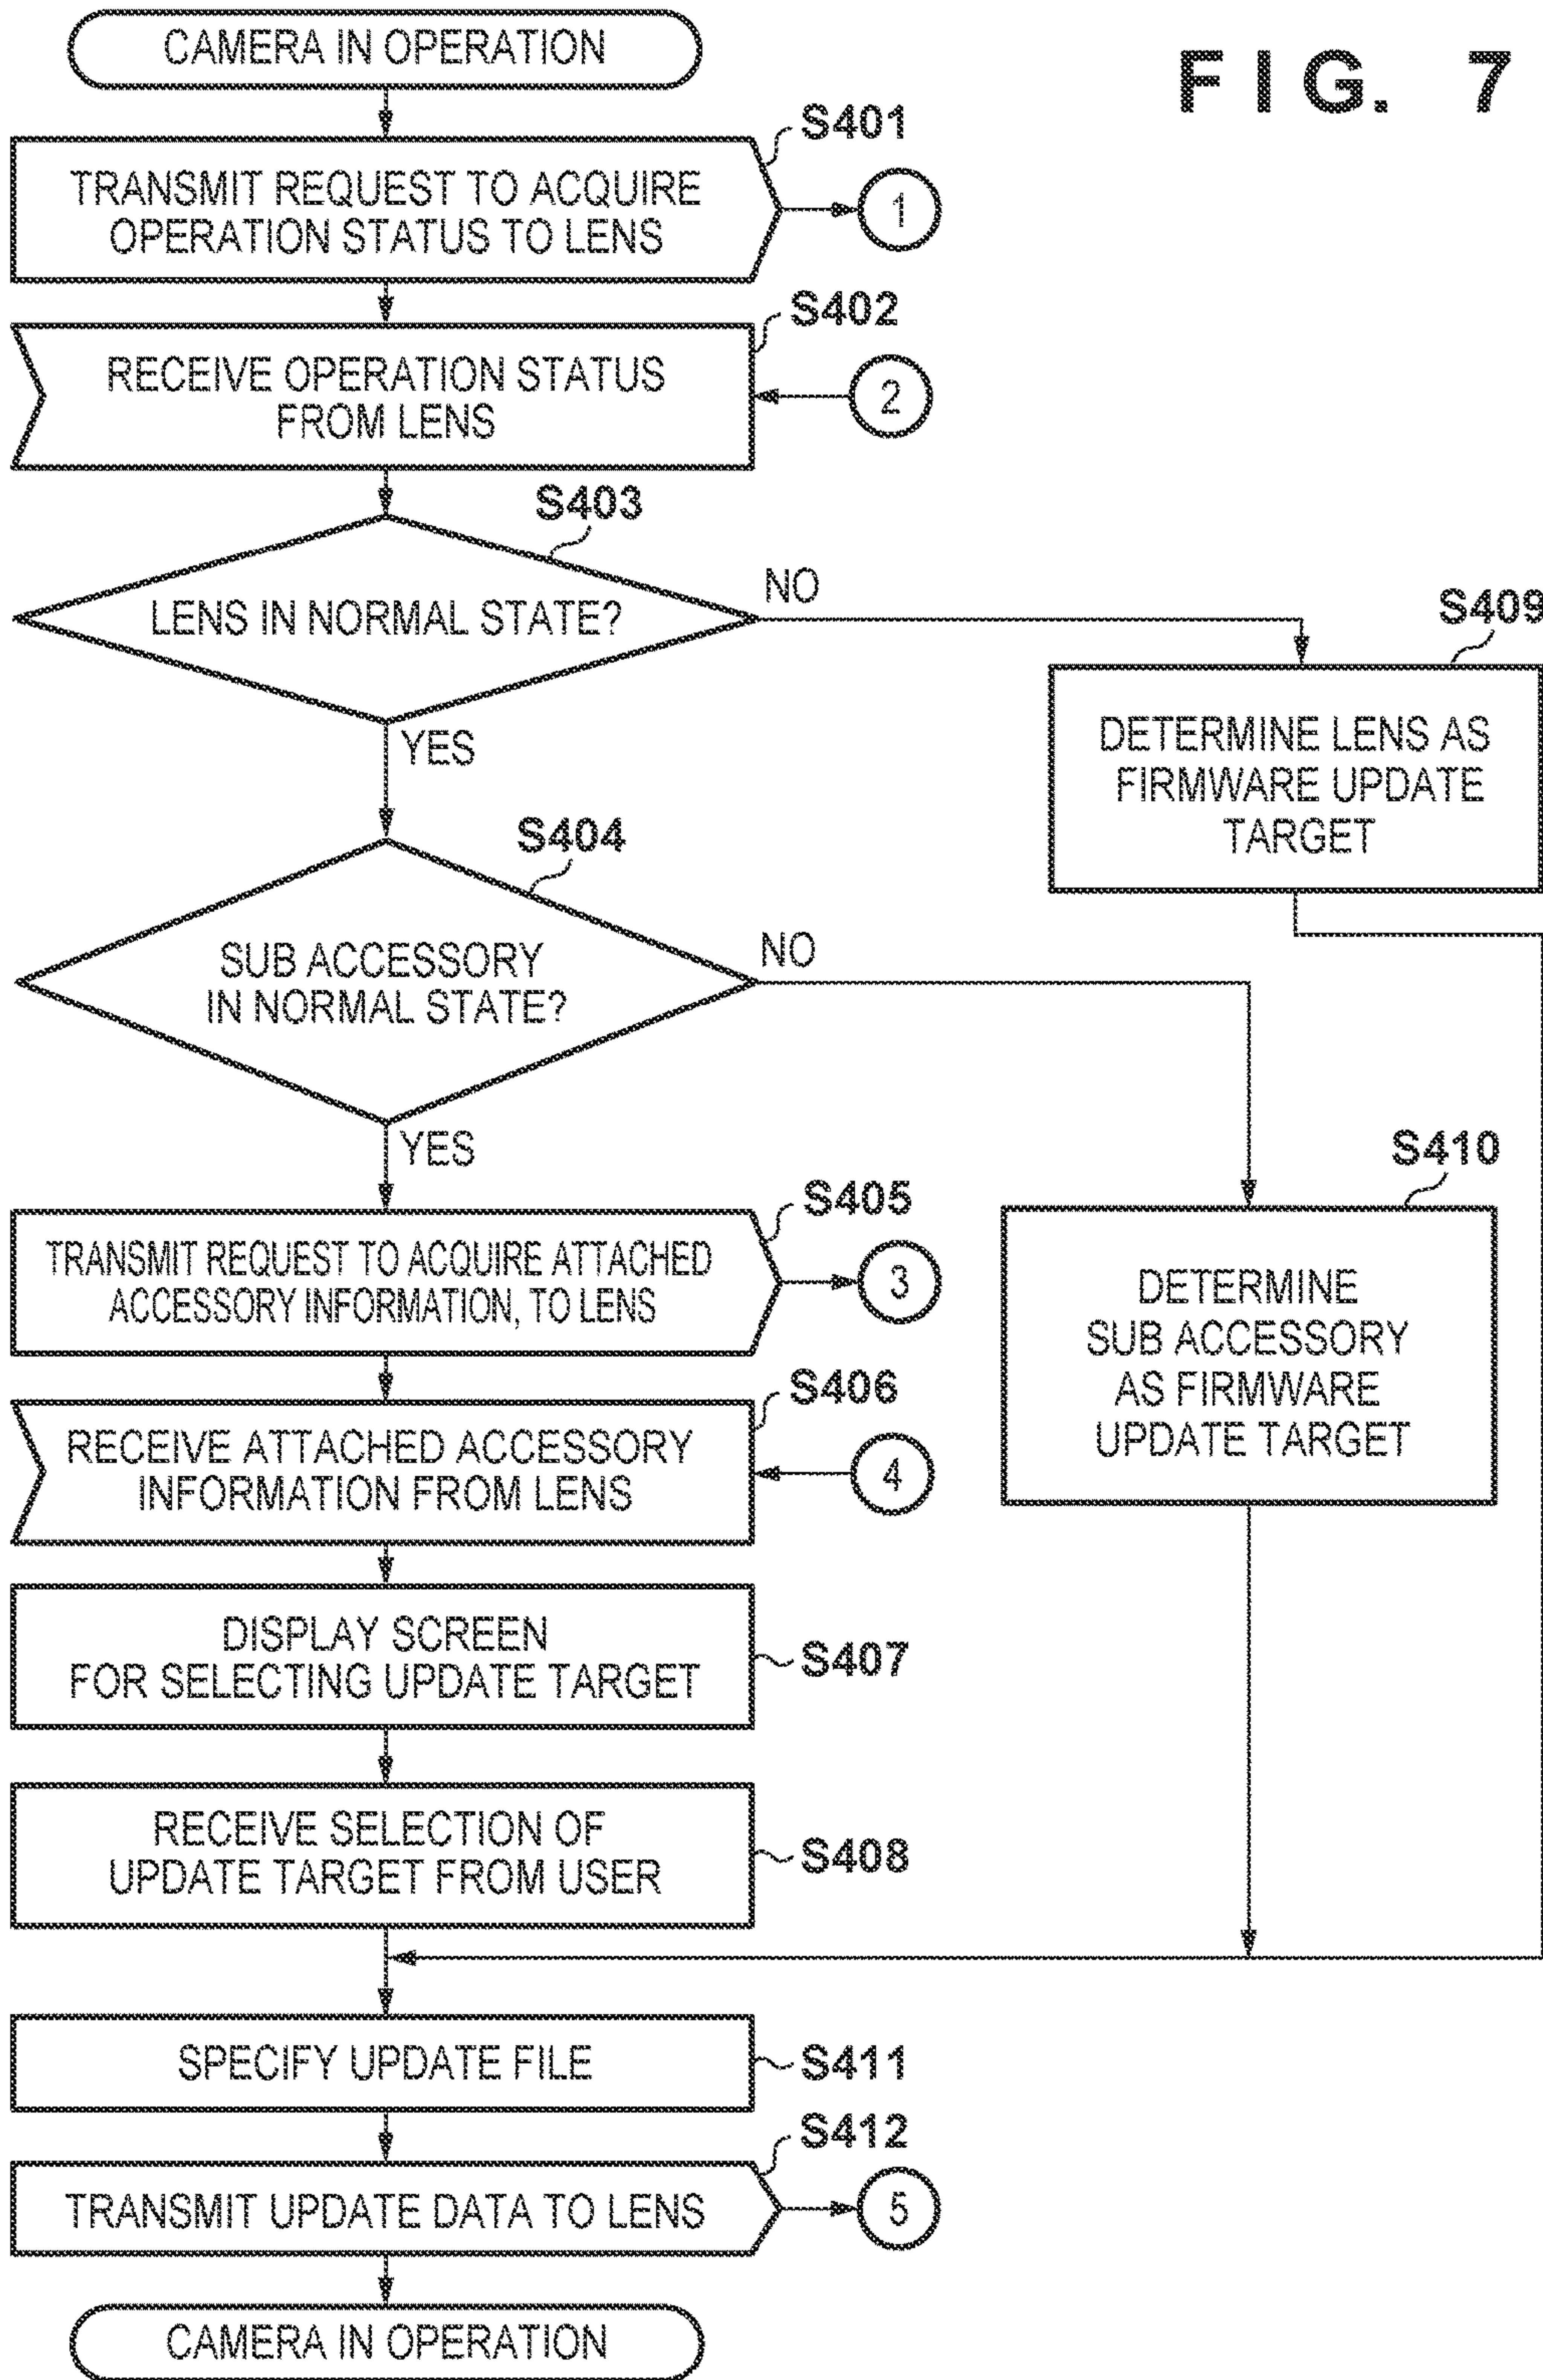 CAMERA IN OPERATION
FIG. 7
S401
TRANSMIT REQUEST TO ACQUIRE
OPERATION STATUS TO LENS
1
S402
RECEIVE OPERATION STATUS
FROM LENS
2
S403
LENS IN NORMAL STATE?
NO
YES
S409
DETERMINE LENS AS
FIRMWARE UPDATE
TARGET
S404
SUB ACCESSORY
IN NORMAL STATE?
NO
YES
S410
DETERMINE
SUB ACCESSORY
AS FIRMWARE
UPDATE TARGET
S405
TRANSMIT REQUEST TO ACQUIRE ATTACHED
ACCESSORY INFORMATION, TO LENS
3
S406
RECEIVE ATTACHED ACCESSORY
INFORMATION FROM LENS
4
DISPLAY SCREEN
FOR SELECTING UPDATE TARGET
S407
RECEIVE SELECTION OF
UPDATE TARGET FROM USER
S408
SPECIFY UPDATE FILE
S411
S412
TRANSMIT UPDATE DATA TO LENS
5
CAMERA IN OPERATION